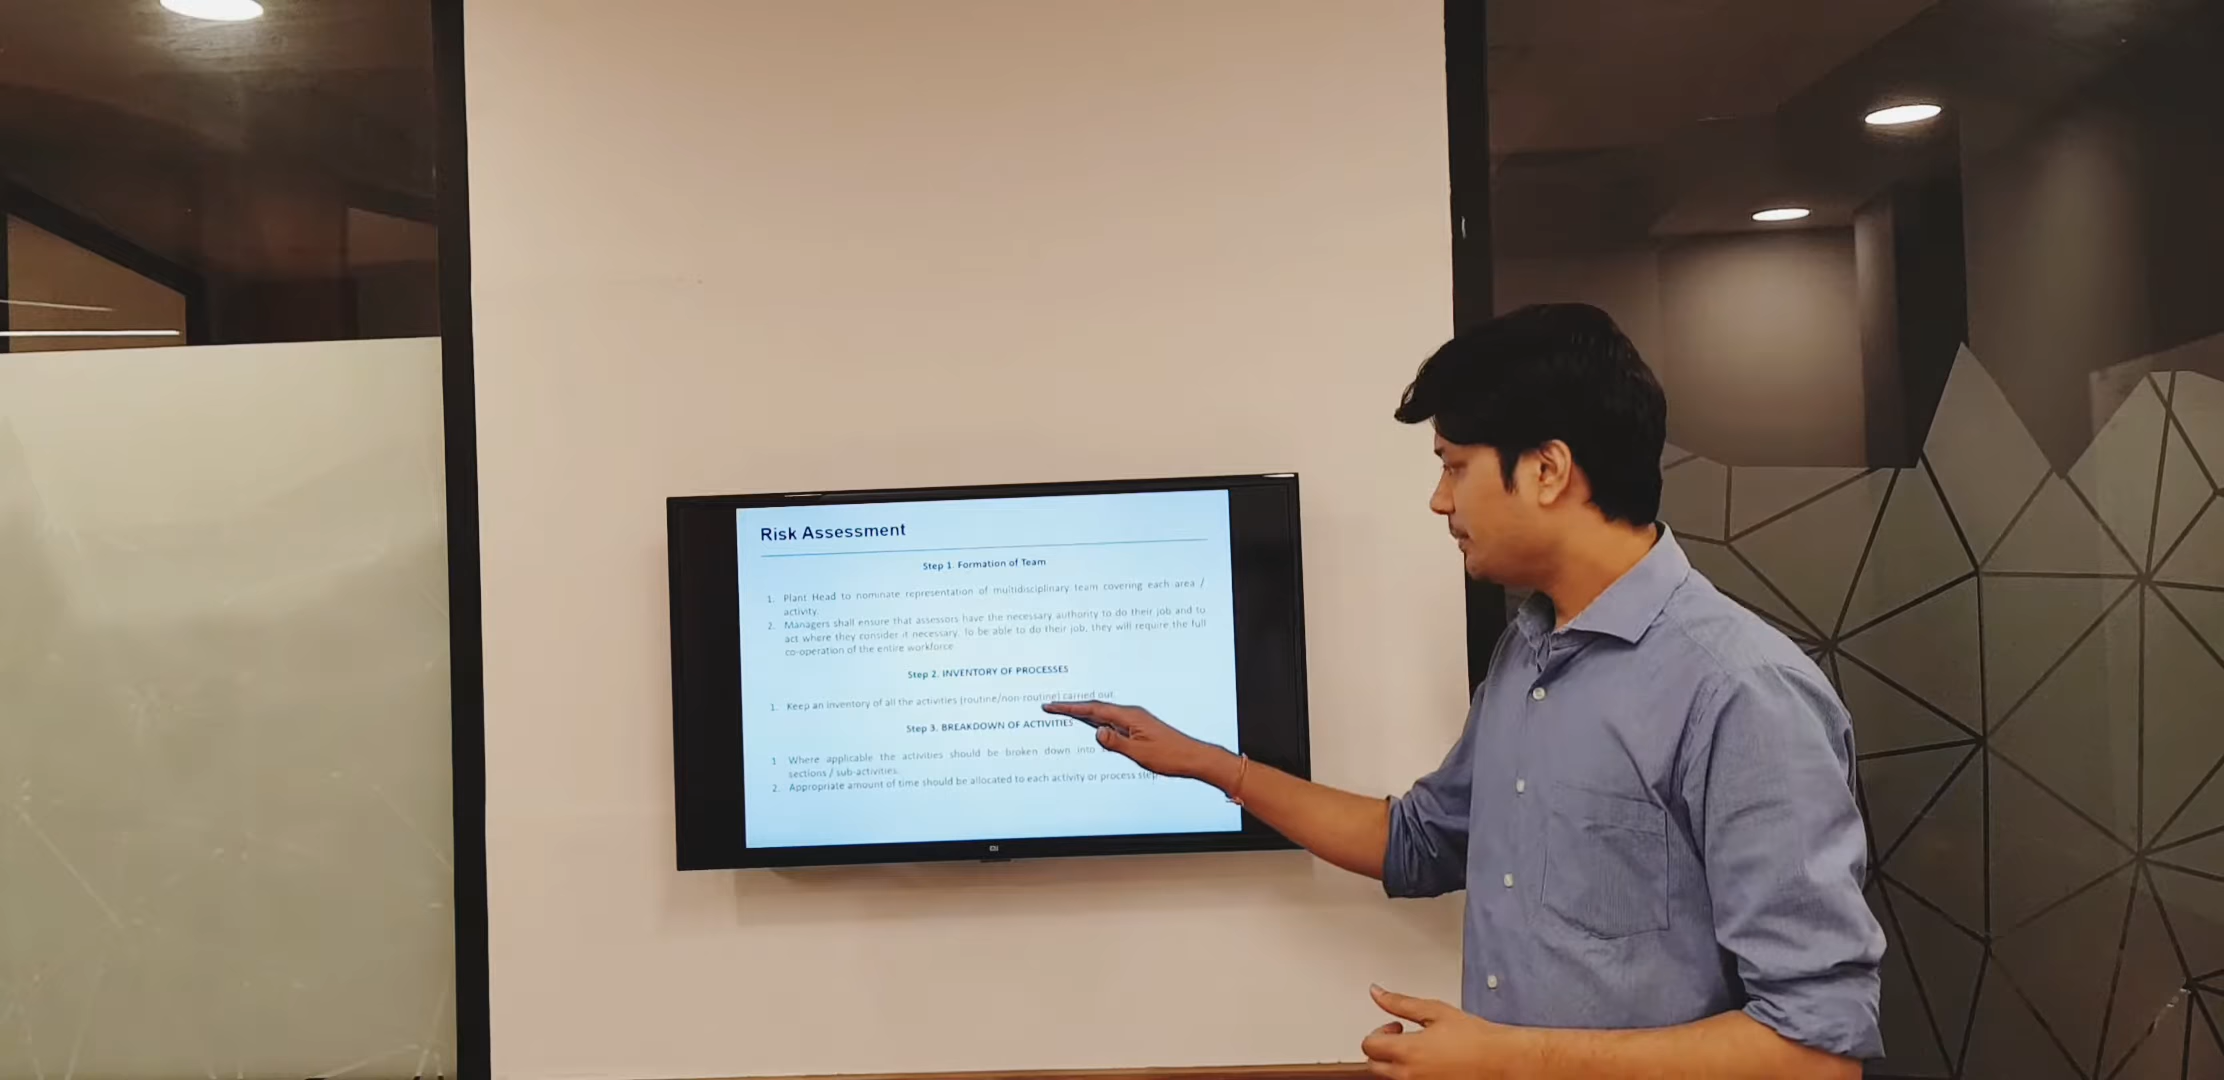 Risk Assessment
Step 1. Formation of Team
1. Plant Head to nominate representation of multidisciplinary team covering each area /
activity.
2. Managers shall ensure that assessors have the necessary authority to do their job and to
act where they consider it necessary. To be able to do their job, they will require the full
co-operation of the entire workforce
Step 2. INVENTORY OF PROCESSES
1. Keep an inventory of all the activities (routine/non routine) carried out.
Step 3. BREAKDOWN OF ACTIVITIES
1 Where applicable the activities should be broken down into
sections / sub-activities.
2. Appropriate amount of time should be allocated to each activity or process step
mi